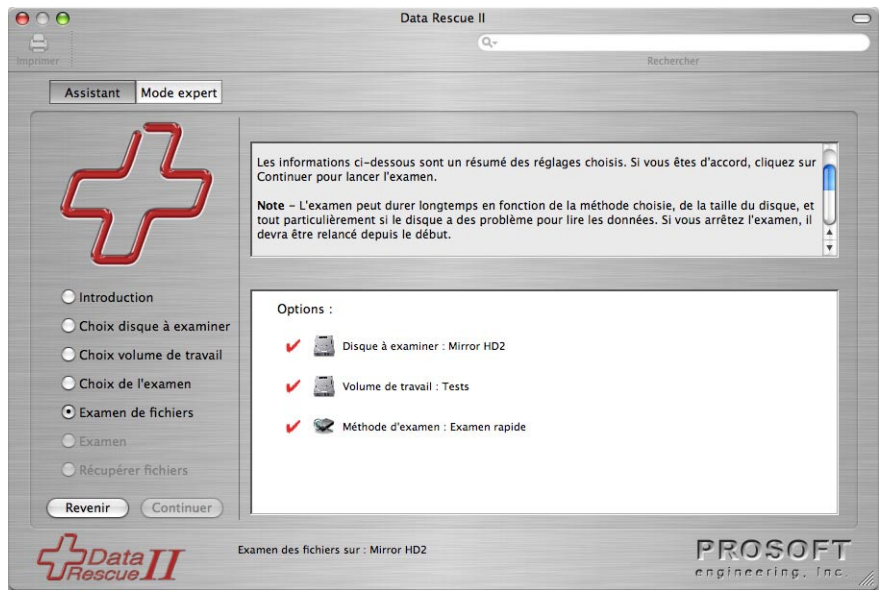 Data Rescue II
Imprimer
Rechercher
Assistant
Mode expert
Les informations ci-dessous sont un résumé des réglages choisis. Si vous êtes d'accord, cliquez sur
Continuer pour lancer l'examen.
Note – L'examen peut durer longtemps en fonction de la méthode choisie, de la taille du disque, et
tout particulièrement si le disque a des problème pour lire les données. Si vous arrêtez l'examen, il
devra être relancé depuis le début.
Introduction
Choix disque à examiner
Choix volume de travail
Choix de l'examen
Examen de fichiers
Examen
Récupérer fichiers
Revenir
Continuer
Options :
Disque à examiner : Mirror HD2
Volume de travail : Tests
Méthode d'examen : Examen rapide
Data
Rescue II
Examen des fichiers sur : Mirror HD2
PROSOFT
engineering, Inc.